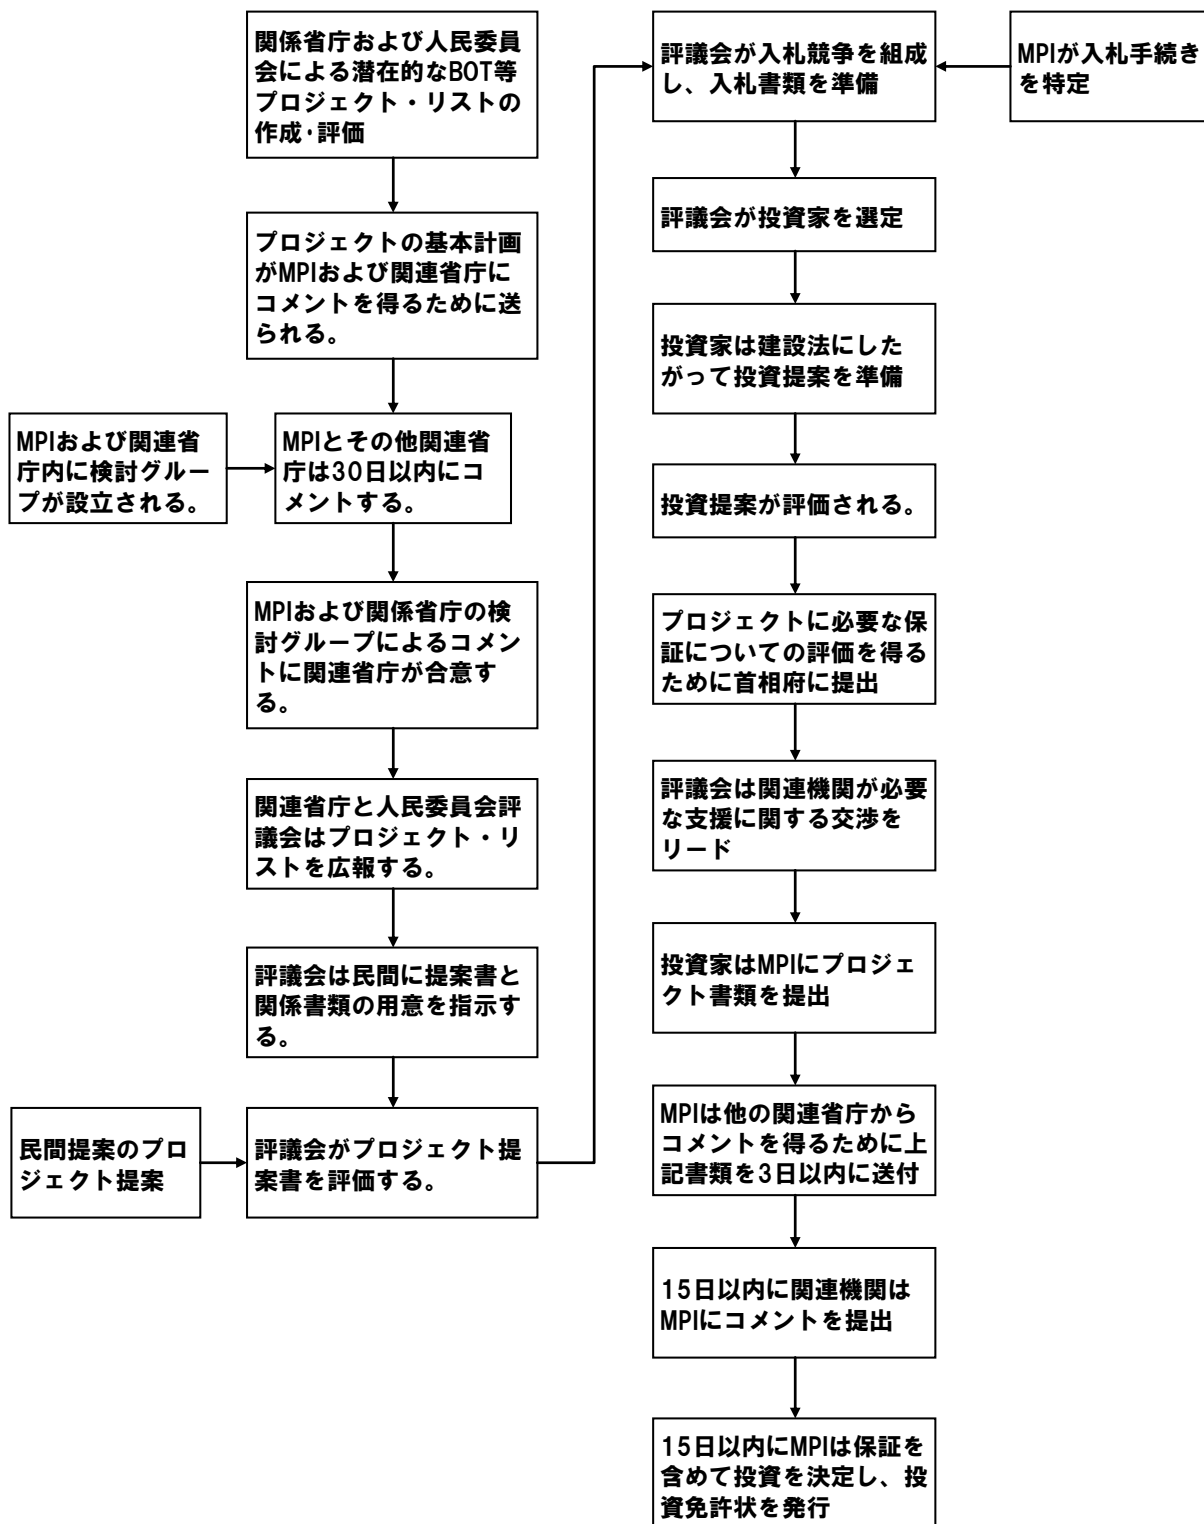 関係省庁および人民委員
会による潜在的なBOT等
プロジェクト・リストの
作成･評価
プロジェクトの基本計画
がMPIおよび関連省庁に
コメントを得るために送
られる。
MPIおよび関連省
庁内に検討グルー
プが設立される。
MPIとその他関連省
庁は30日以内にコ
メントする。
MPIおよび関係省庁の検
討グループによるコメン
トに関連省庁が合意す
る。
関連省庁と人民委員会評
議会はプロジェクト・リ
ストを広報する。
評議会は民間に提案書と
関係書類の用意を指示す
る。
民間提案のプロ
ジェクト提案
評議会がプロジェクト提
案書を評価する。
評議会が入札競争を組成
し、入札書類を準備
MPIが入札手続き
を特定
評議会が投資家を選定
投資家は建設法にした
がって投資提案を準備
投資提案が評価される。
プロジェクトに必要な保
証についての評価を得る
ために首相府に提出
評議会は関連機関が必要
な支援に関する交渉を
リード
投資家はMPIにプロジェ
クト書類を提出
MPIは他の関連省庁から
コメントを得るために上
記書類を3日以内に送付
15日以内に関連機関は
MPIにコメントを提出
15日以内にMPIは保証を
含めて投資を決定し、投
資免許状を発行